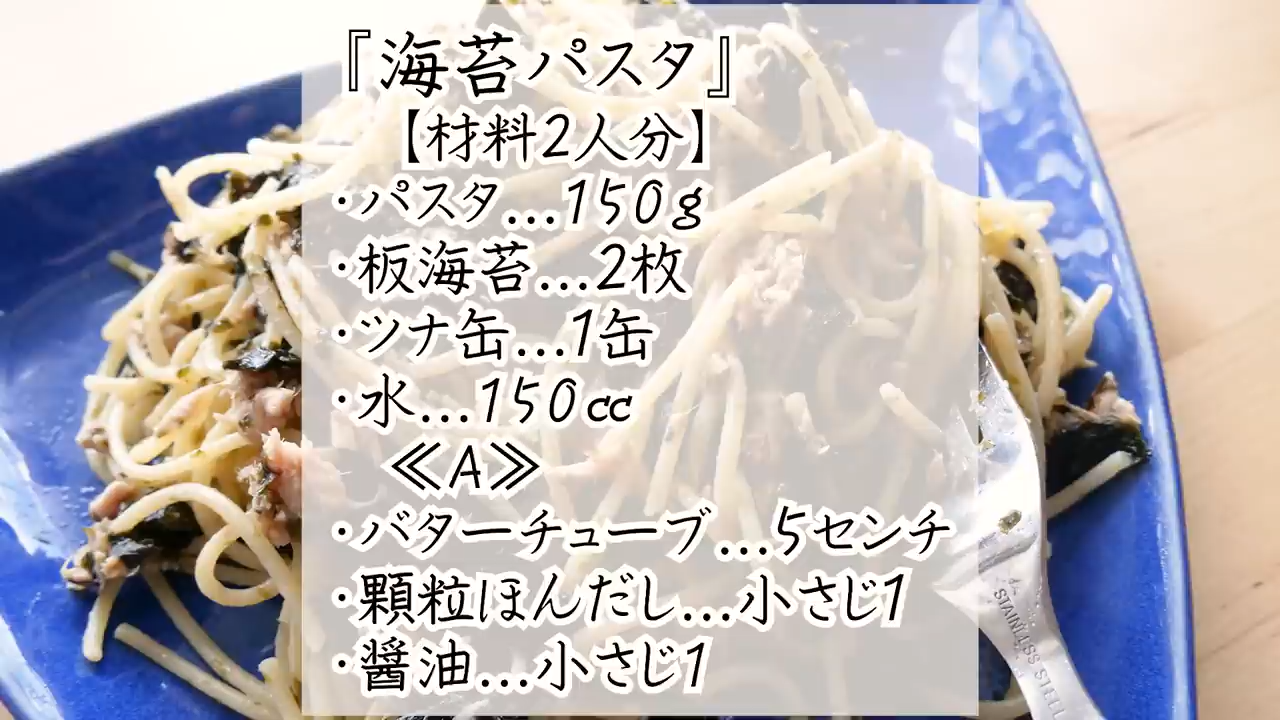 『海苔パスタ』
【材料2人分】
・パスタ…150g
・板海苔…2枚
・ツナ缶…1缶
・水…150cc
≪A≫
・バターチューブ…5センチ
・顆粒ほんだし…小さじ1
・醤油…小さじ1
STAINLESS STEEL